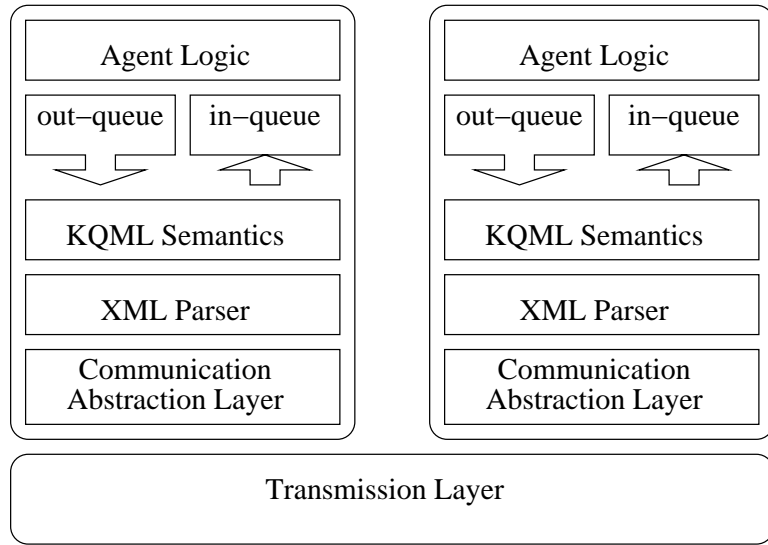 Agent Logic
out−queue
in−queue
KQML Semantics
XML Parser
Communication
Abstraction Layer
Agent Logic
out−queue
in−queue
KQML Semantics
XML Parser
Communication
Abstraction Layer
Transmission Layer